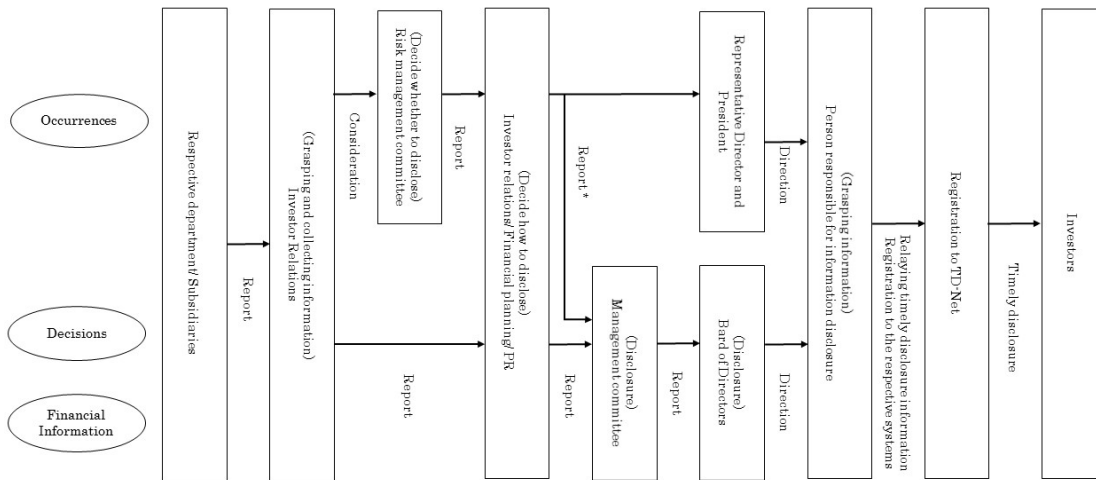 Occurrences
Decisions
Financial
Information
Respective department/ Subsidiaries
Report
(Grasping and collecting information)
Investor Relations
Consideration
Report
(Decide whether to disclose)
Risk management committee
Report
(Decide how to disclose)
Investor relations/ Financial planning/ PR
Report *
Report
(Disclosure)
Management committee
Report
Representative Director and
President
(Disclosure)
Bard of Directors
Direction
Direction
(Grasping information)
Person responsible for information disclosure
Relaying timely disclosure information
Registration to the respective systems
Registration to TD-Net
Timely disclosure
Investors